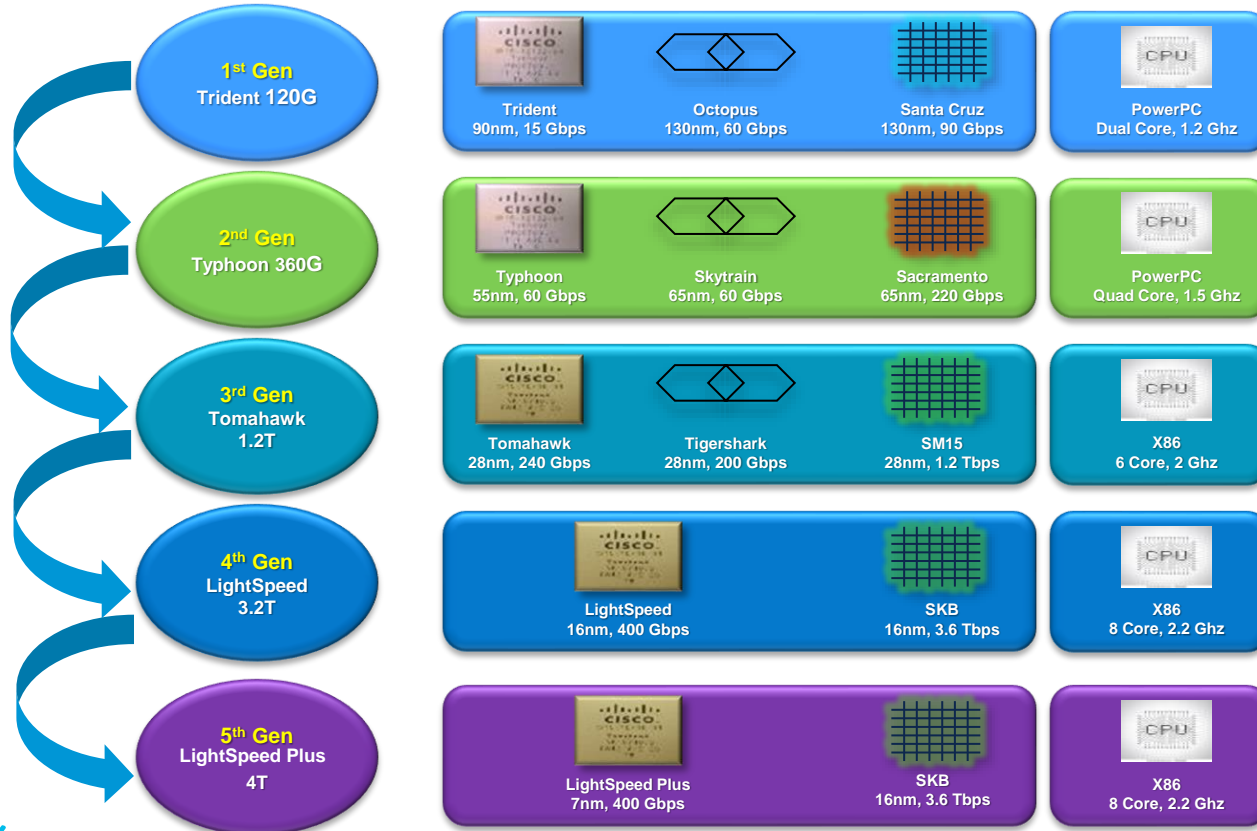 1st Gen
Trident 120G
CISCO
Trident
90nm, 15 Gbps
Octopus
130nm, 60 Gbps
Santa Cruz
130nm, 90 Gbps
CPU
PowerPC
Dual Core, 1.2 Ghz
2nd Gen
Typhoon 360G
CISCO
Typhoon
55nm, 60 Gbps
Skytrain
65nm, 60 Gbps
Sacramento
65nm, 220 Gbps
CPU
PowerPC
Quad Core, 1.5 Ghz
3rd Gen
Tomahawk
1.2T
CISCO
Tomahawk
28nm, 240 Gbps
Tigershark
28nm, 200 Gbps
SM15
28nm, 1.2 Tbps
CPU
X86
6 Core, 2 Ghz
4th Gen
LightSpeed
3.2T
CISCO
LightSpeed
16nm, 400 Gbps
SKB
16nm, 3.6 Tbps
CPU
X86
8 Core, 2.2 Ghz
5th Gen
LightSpeed Plus
4T
CISCO
LightSpeed Plus
7nm, 400 Gbps
SKB
16nm, 3.6 Tbps
CPU
X86
8 Core, 2.2 Ghz